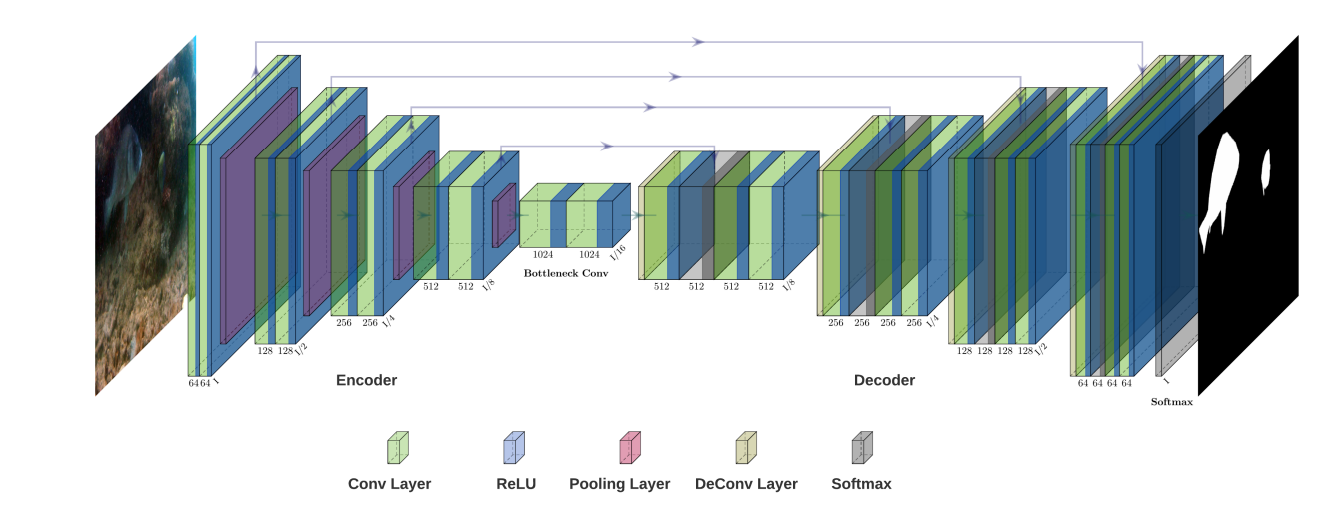 1024 1024 1/16
Bottleneck Conv
512 512 1/8
512 512 512 512 1/8
256 256 1/4
256 256 256 256 1/4
128 128 1/2
128 128 128 128 1/2
64 64 1
64 64 64 64 1
Encoder
Decoder
Softmax
Conv Layer ReLU Pooling Layer DeConv Layer Softmax